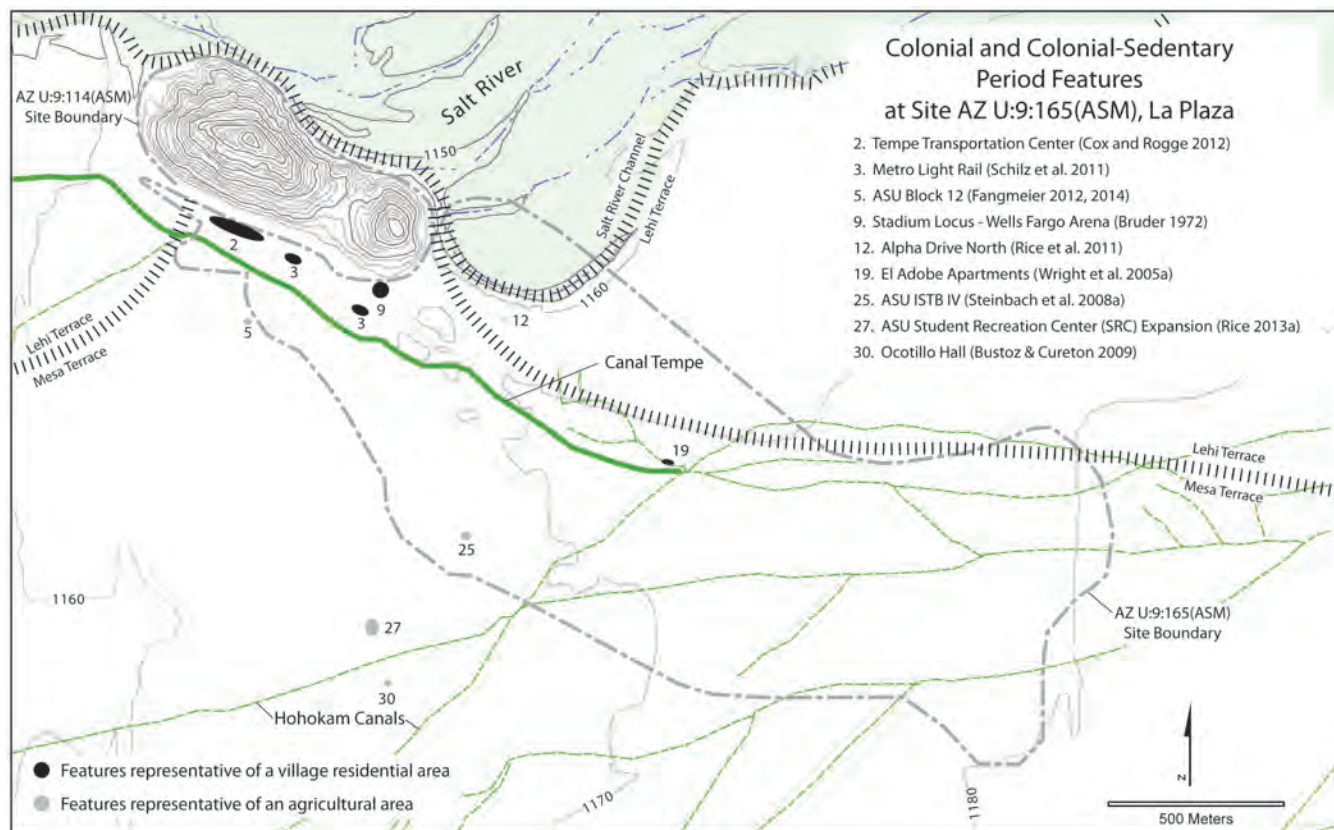 Colonial and Colonial-Sedentary
Period Features
at Site AZ U:9:165(ASM), La Plaza
2. Tempe Transportation Center (Cox and Rogge 2012)
3. Metro Light Rail (Schilz et al. 2011)
5. ASU Block 12 (Fangmeier 2012, 2014)
9. Stadium Locus - Wells Fargo Arena (Bruder 1972)
12. Alpha Drive North (Rice et al. 2011)
19. El Adobe Apartments (Wright et al. 2005a)
25. ASU ISTB IV (Steinbach et al. 2008a)
27. ASU Student Recreation Center (SRC) Expansion (Rice 2013a)
30. Ocotillo Hall (Bustoz & Cureton 2009)
AZ U:9:114(ASM)
Site Boundary
Salt River
1150
Salt River Channel
Lehi Terrace
1160
2
3
9
3
12
5
Lehi Terrace
Mesa Terrace
Canal Tempe
19
Lehi Terrace
Mesa Terrace
25
1160
27
AZ U:9:165(ASM)
Site Boundary
30
Hohokam Canals
1170
1180
Features representative of a village residential area
Features representative of an agricultural area
N
500 Meters